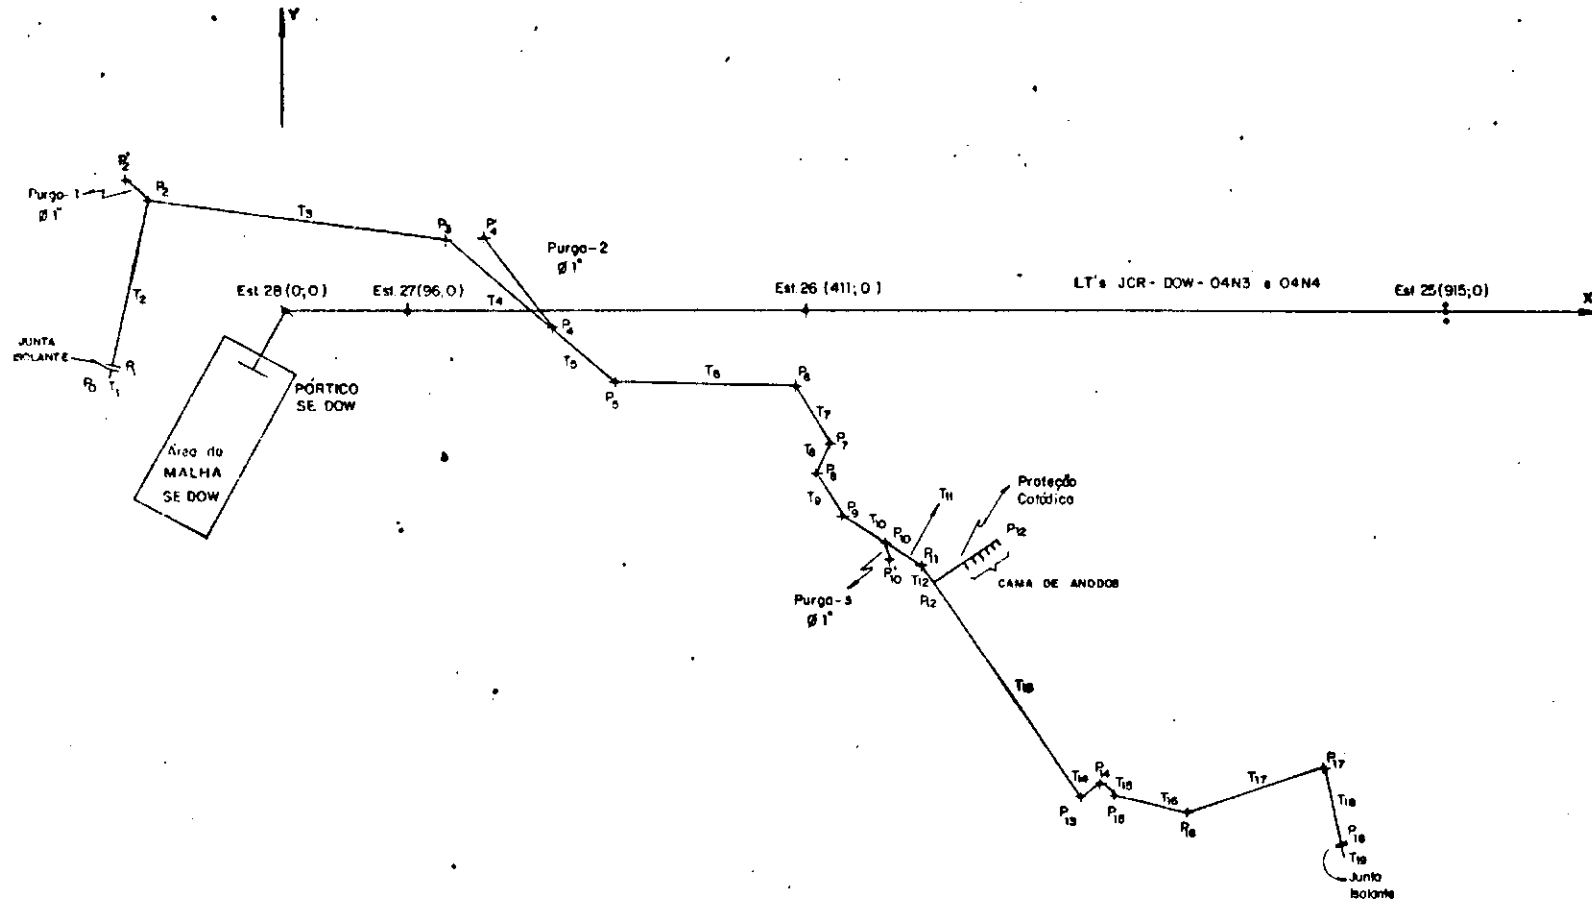 Y
P₂'
P₂
Purga-1
Ø 1"
T₃
P₃
P₄'
Purga-2
Ø 1"
T₂
Est. 28 (0;0)
Est. 27(96,0)
Est. 26 (411; 0)
LT's JCR - DOW - 04N3 e 04N4
Est 25(915;0)
X
T₄
P₄
JUNTA
ISOLANTE
P₁
P₀
T₁
T₅
PÓRTICO
SE DOW
P₅
T₆
P₆
T₇
P₇
Área da
MALHA
SE DOW
T₈
P₈
T₉
P₉
T₁₀
P₁₀
T₁₁
Proteção
Catódica
P₁₂
P₁₁
P₁₀'
T₁₂
P₁₂
CAMA DE ANODOS
Purga-3
Ø 1"
T₁₃
T₁₄
P₁₄
T₁₅
P₁₃
P₁₅
T₁₆
P₁₆
T₁₇
P₁₇
T₁₈
P₁₈
T₁₉
Junta
Isolante